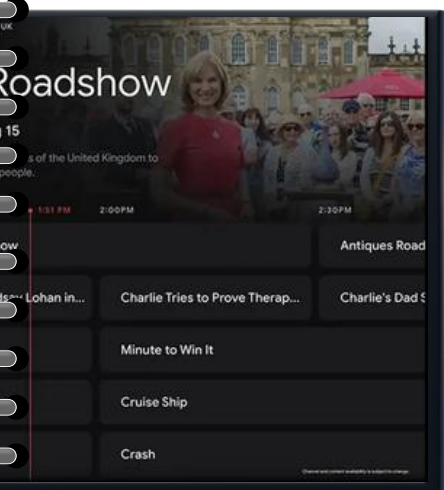 UK
Roadshow
15
s of the United Kingdom to
people.
1:51 PM 2:00PM 2:30PM
ow Antiques Road
Lohan in... Charlie Tries to Prove Therap... Charlie's Dad S
Minute to Win It
Cruise Ship
Crash
Channel and content availability is subject to change.